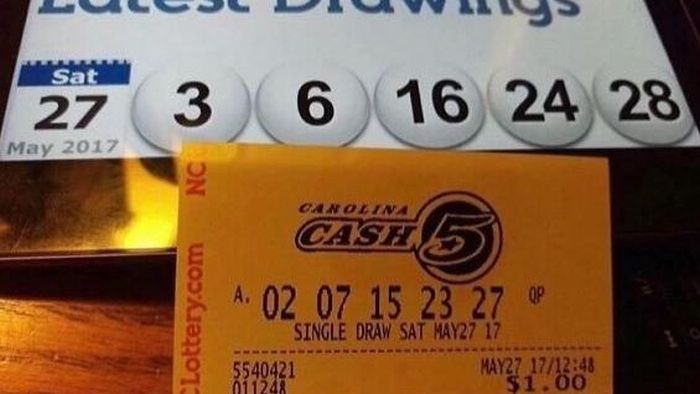 Latest Drawings
Sat
27
May 2017
3 6 16 24 28
NC
CLottery.com
CAROLINA
CASH 5
A. 02 07 15 23 27 QP
SINGLE DRAW SAT MAY27 17
5540421 MAY27 17/12:48
011248 $1.00